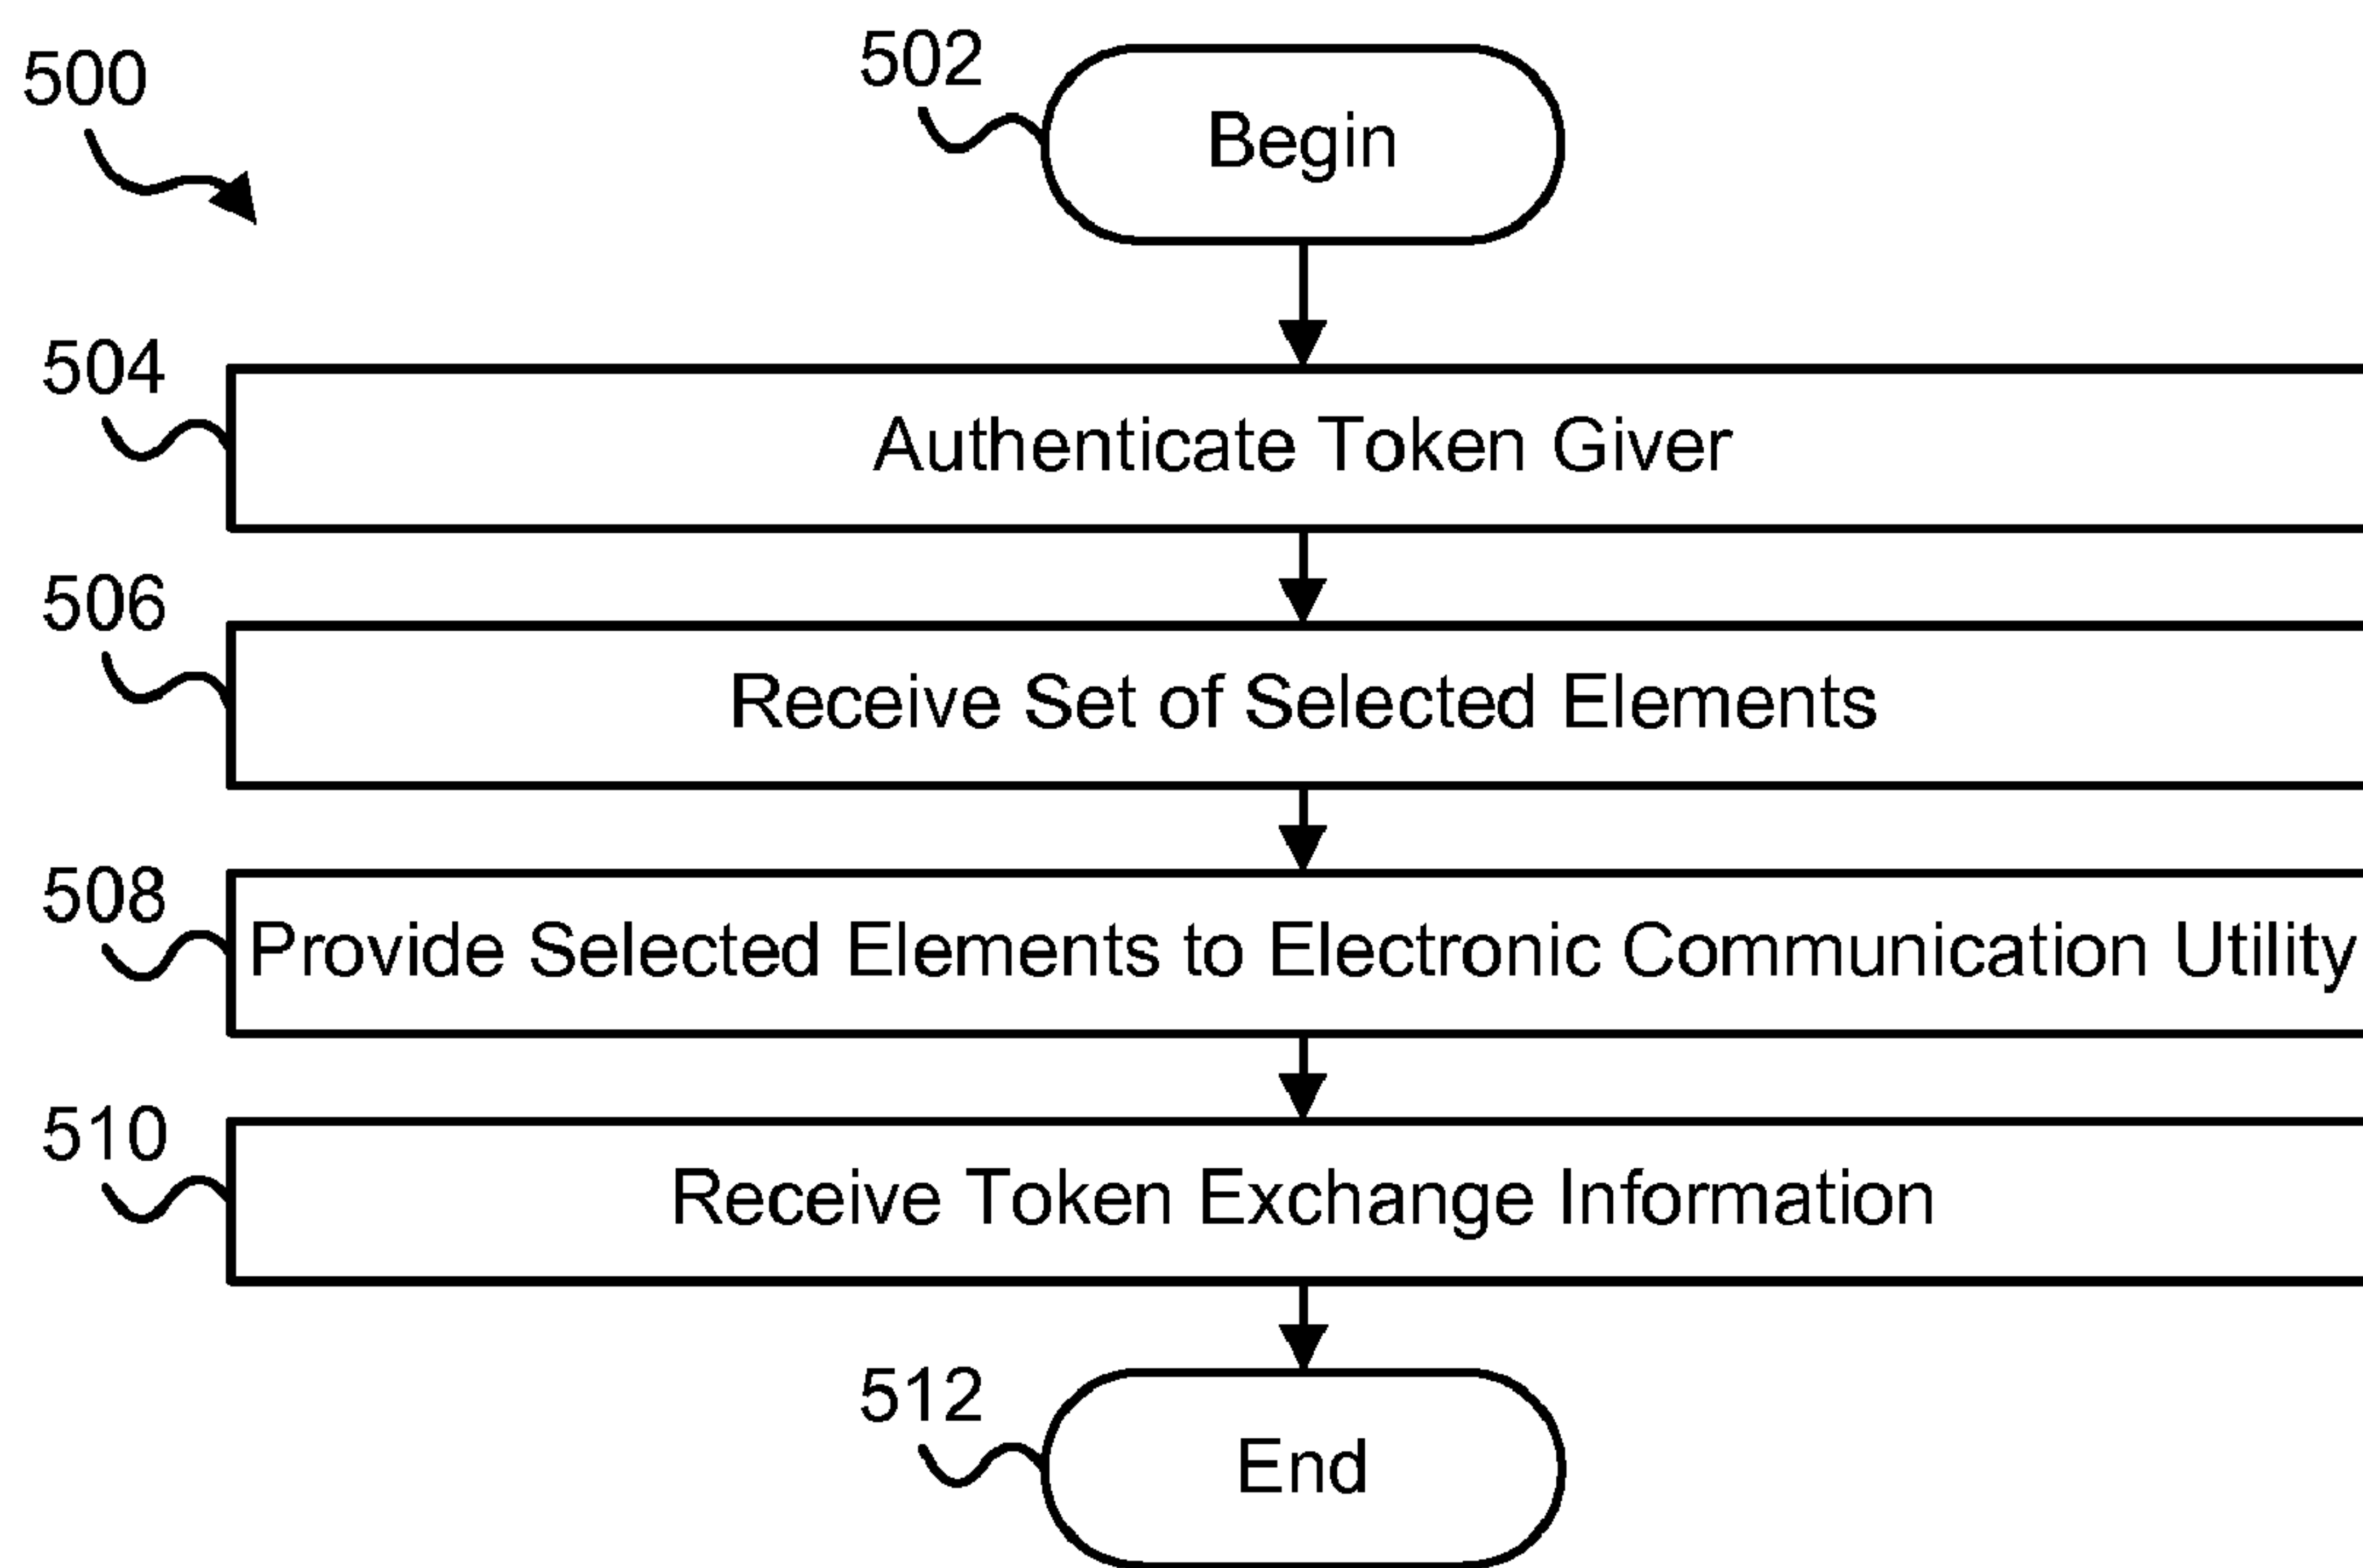 500
502
Begin
504
Authenticate Token Giver
506
Receive Set of Selected Elements
508
Provide Selected Elements to Electronic Communication Utility
510
Receive Token Exchange Information
512
End